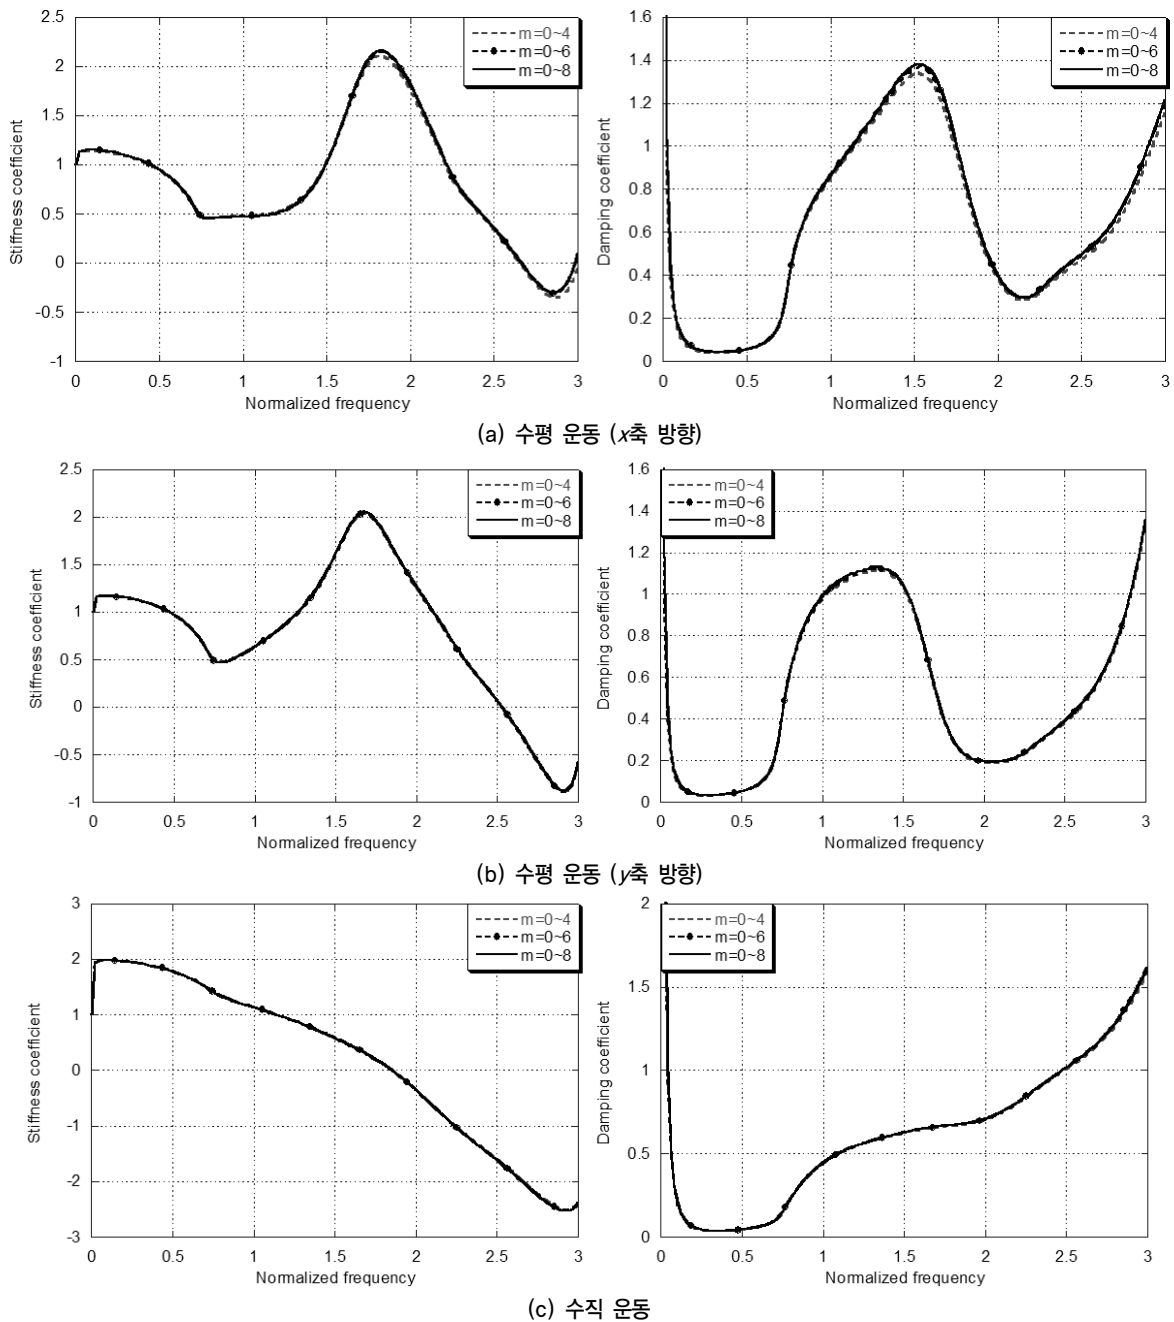 2.5
2
1.5
1
0.5
0
-0.5
-1
Stiffness coefficient
m=0~4
m=0~6
m=0~8
0 0.5 1 1.5 2 2.5 3
Normalized frequency
1.6
1.4
1.2
1
0.8
0.6
0.4
0.2
0
Damping coefficient
m=0~4
m=0~6
m=0~8
0 0.5 1 1.5 2 2.5 3
Normalized frequency
(a) 수평 운동 (x축 방향)
2.5
2
1.5
1
0.5
0
-0.5
-1
Stiffness coefficient
m=0~4
m=0~6
m=0~8
0 0.5 1 1.5 2 2.5 3
Normalized frequency
1.6
1.4
1.2
1
0.8
0.6
0.4
0.2
0
Damping coefficient
m=0~4
m=0~6
m=0~8
0 0.5 1 1.5 2 2.5 3
Normalized frequency
(b) 수평 운동 (y축 방향)
3
2
1
0
-1
-2
-3
Stiffness coefficient
m=0~4
m=0~6
m=0~8
0 0.5 1 1.5 2 2.5 3
Normalized frequency
2
1.5
1
0.5
0
Damping coefficient
m=0~4
m=0~6
m=0~8
0 0.5 1 1.5 2 2.5 3
Normalized frequency
(c) 수직 운동